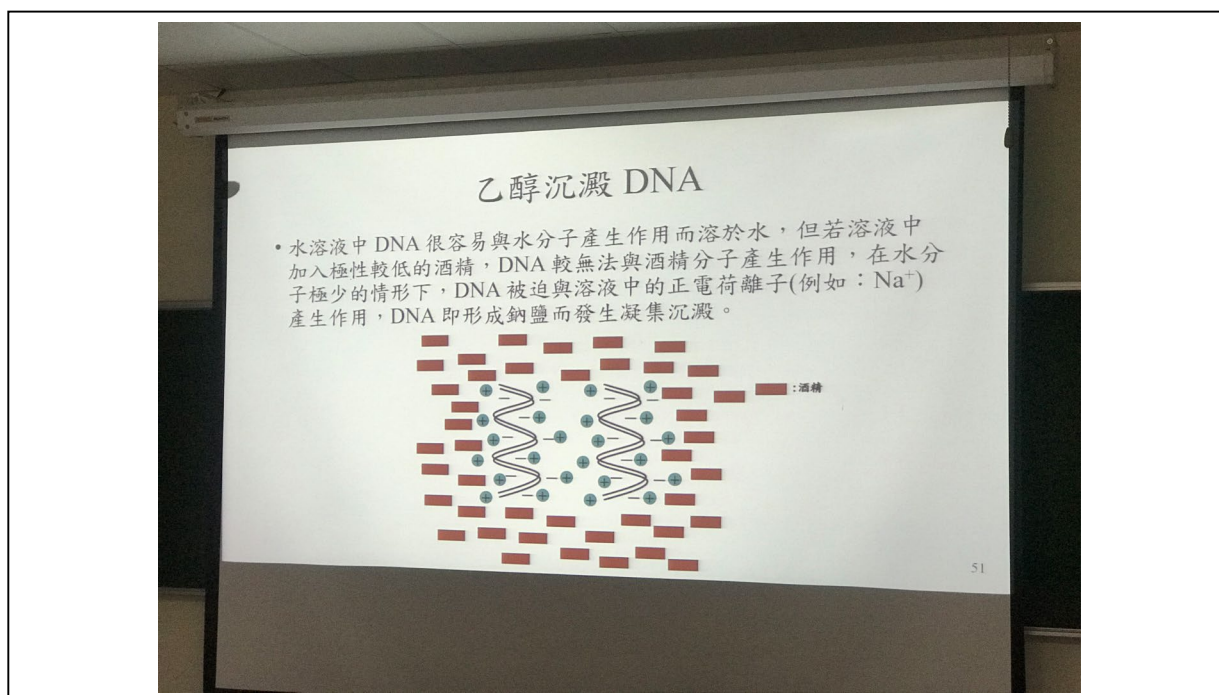 乙醇沉澱 DNA
• 水溶液中 DNA 很容易與水分子產生作用而溶於水，但若溶液中
加入極性較低的酒精，DNA 較無法與酒精分子產生作用，在水分
子極少的情形下，DNA 被迫與溶液中的正電荷離子(例如：Na⁺)
產生作用，DNA 即形成鈉鹽而發生凝集沉澱。
:酒精
51